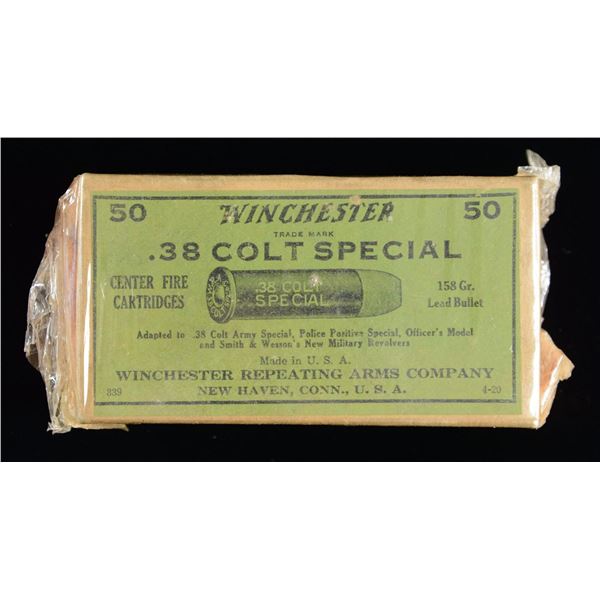 50 WINCHESTER 50
TRADE MARK
.38 COLT SPECIAL
CENTER FIRE
CARTRIDGES
.38 COLT
SPECIAL
158 Gr.
Lead Bullet
Adapted to .38 Colt Army Special, Police Positive Special, Officer's Model
and Smith & Wesson's New Military Revolvers
Made in U. S. A.
WINCHESTER REPEATING ARMS COMPANY
339 NEW HAVEN, CONN., U. S. A. 4-20